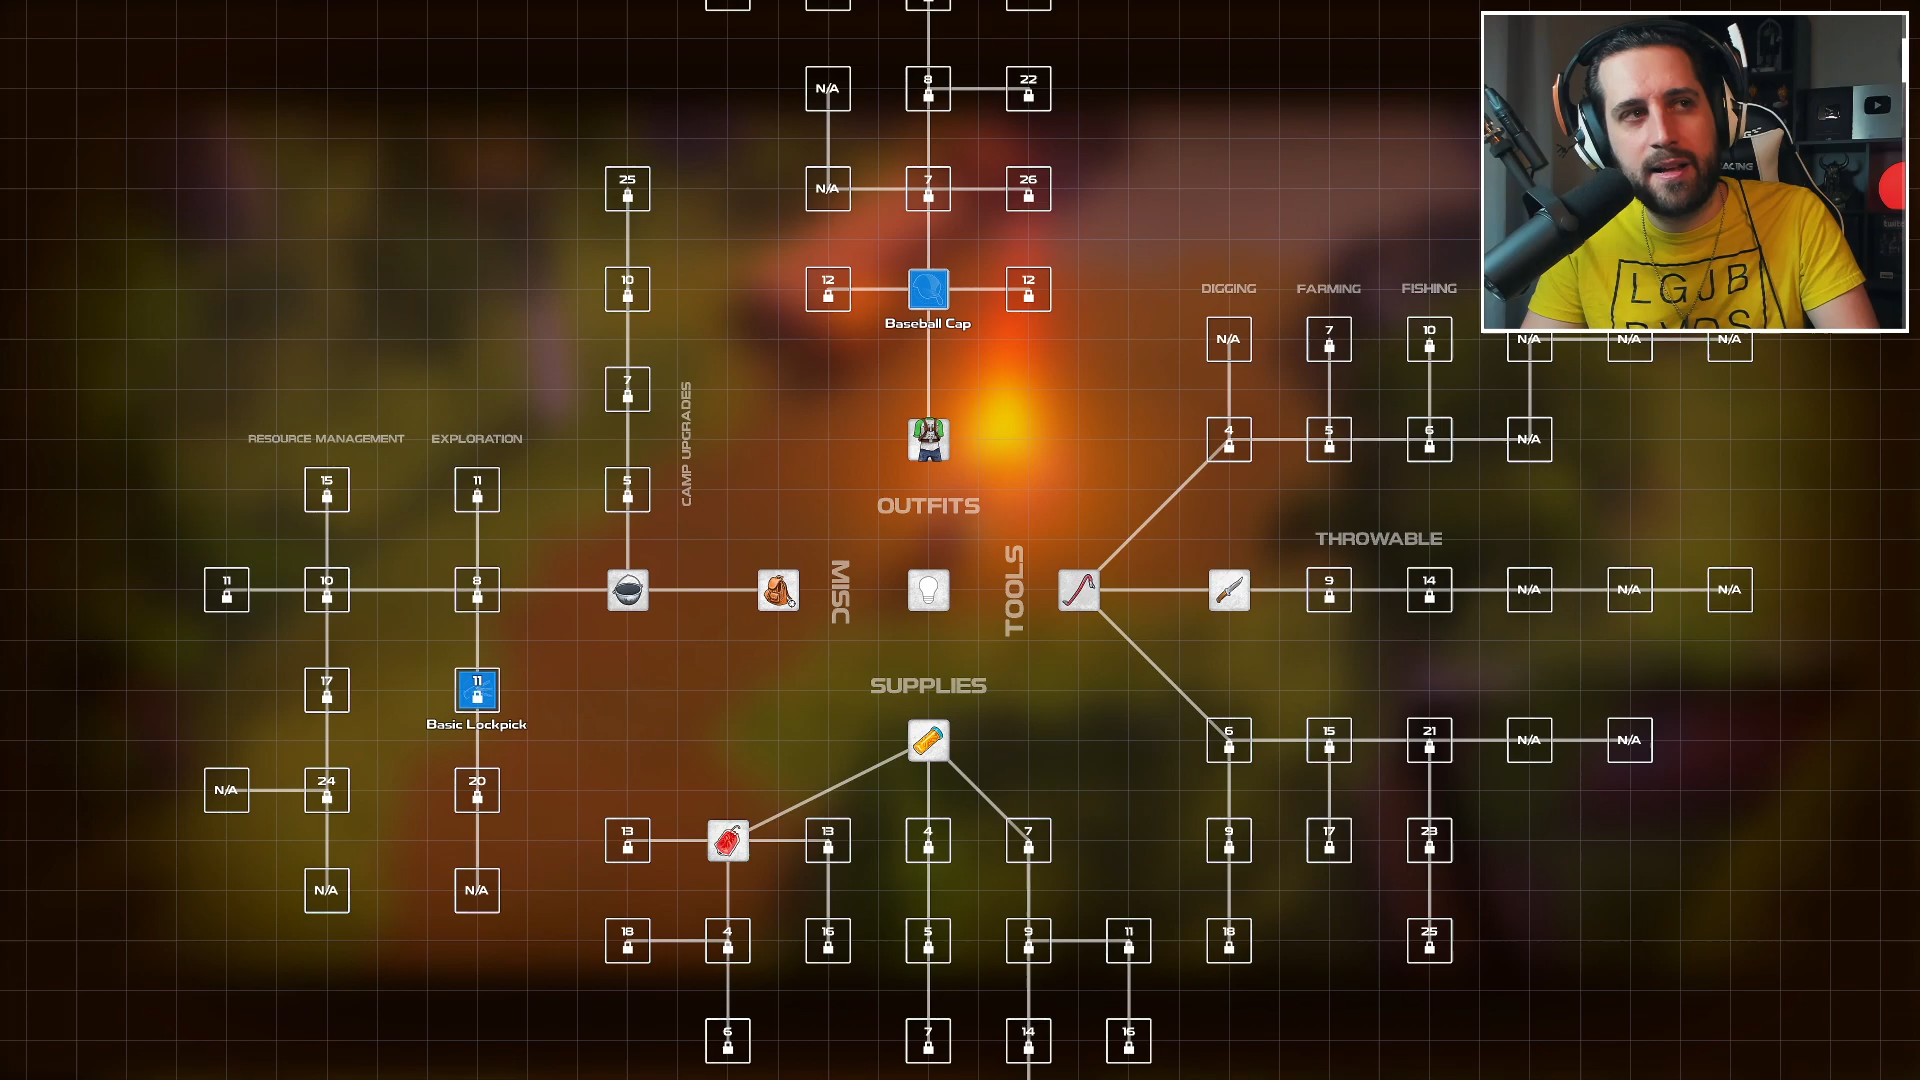 N/A
8
22
25
N/A
7
26
10
12
12
Baseball Cap
DIGGING
FARMING
FISHING
N/A
7
10
N/A
N/A
N/A
7
CAMP UPGRADES
4
5
6
N/A
RESOURCE MANAGEMENT
EXPLORATION
15
11
5
OUTFITS
THROWABLE
11
10
8
MISC
TOOLS
9
14
N/A
N/A
N/A
17
11
Basic Lockpick
SUPPLIES
6
15
21
N/A
N/A
N/A
24
20
13
13
4
7
9
17
23
N/A
N/A
18
4
16
5
9
11
18
25
6
7
14
16
LGJB